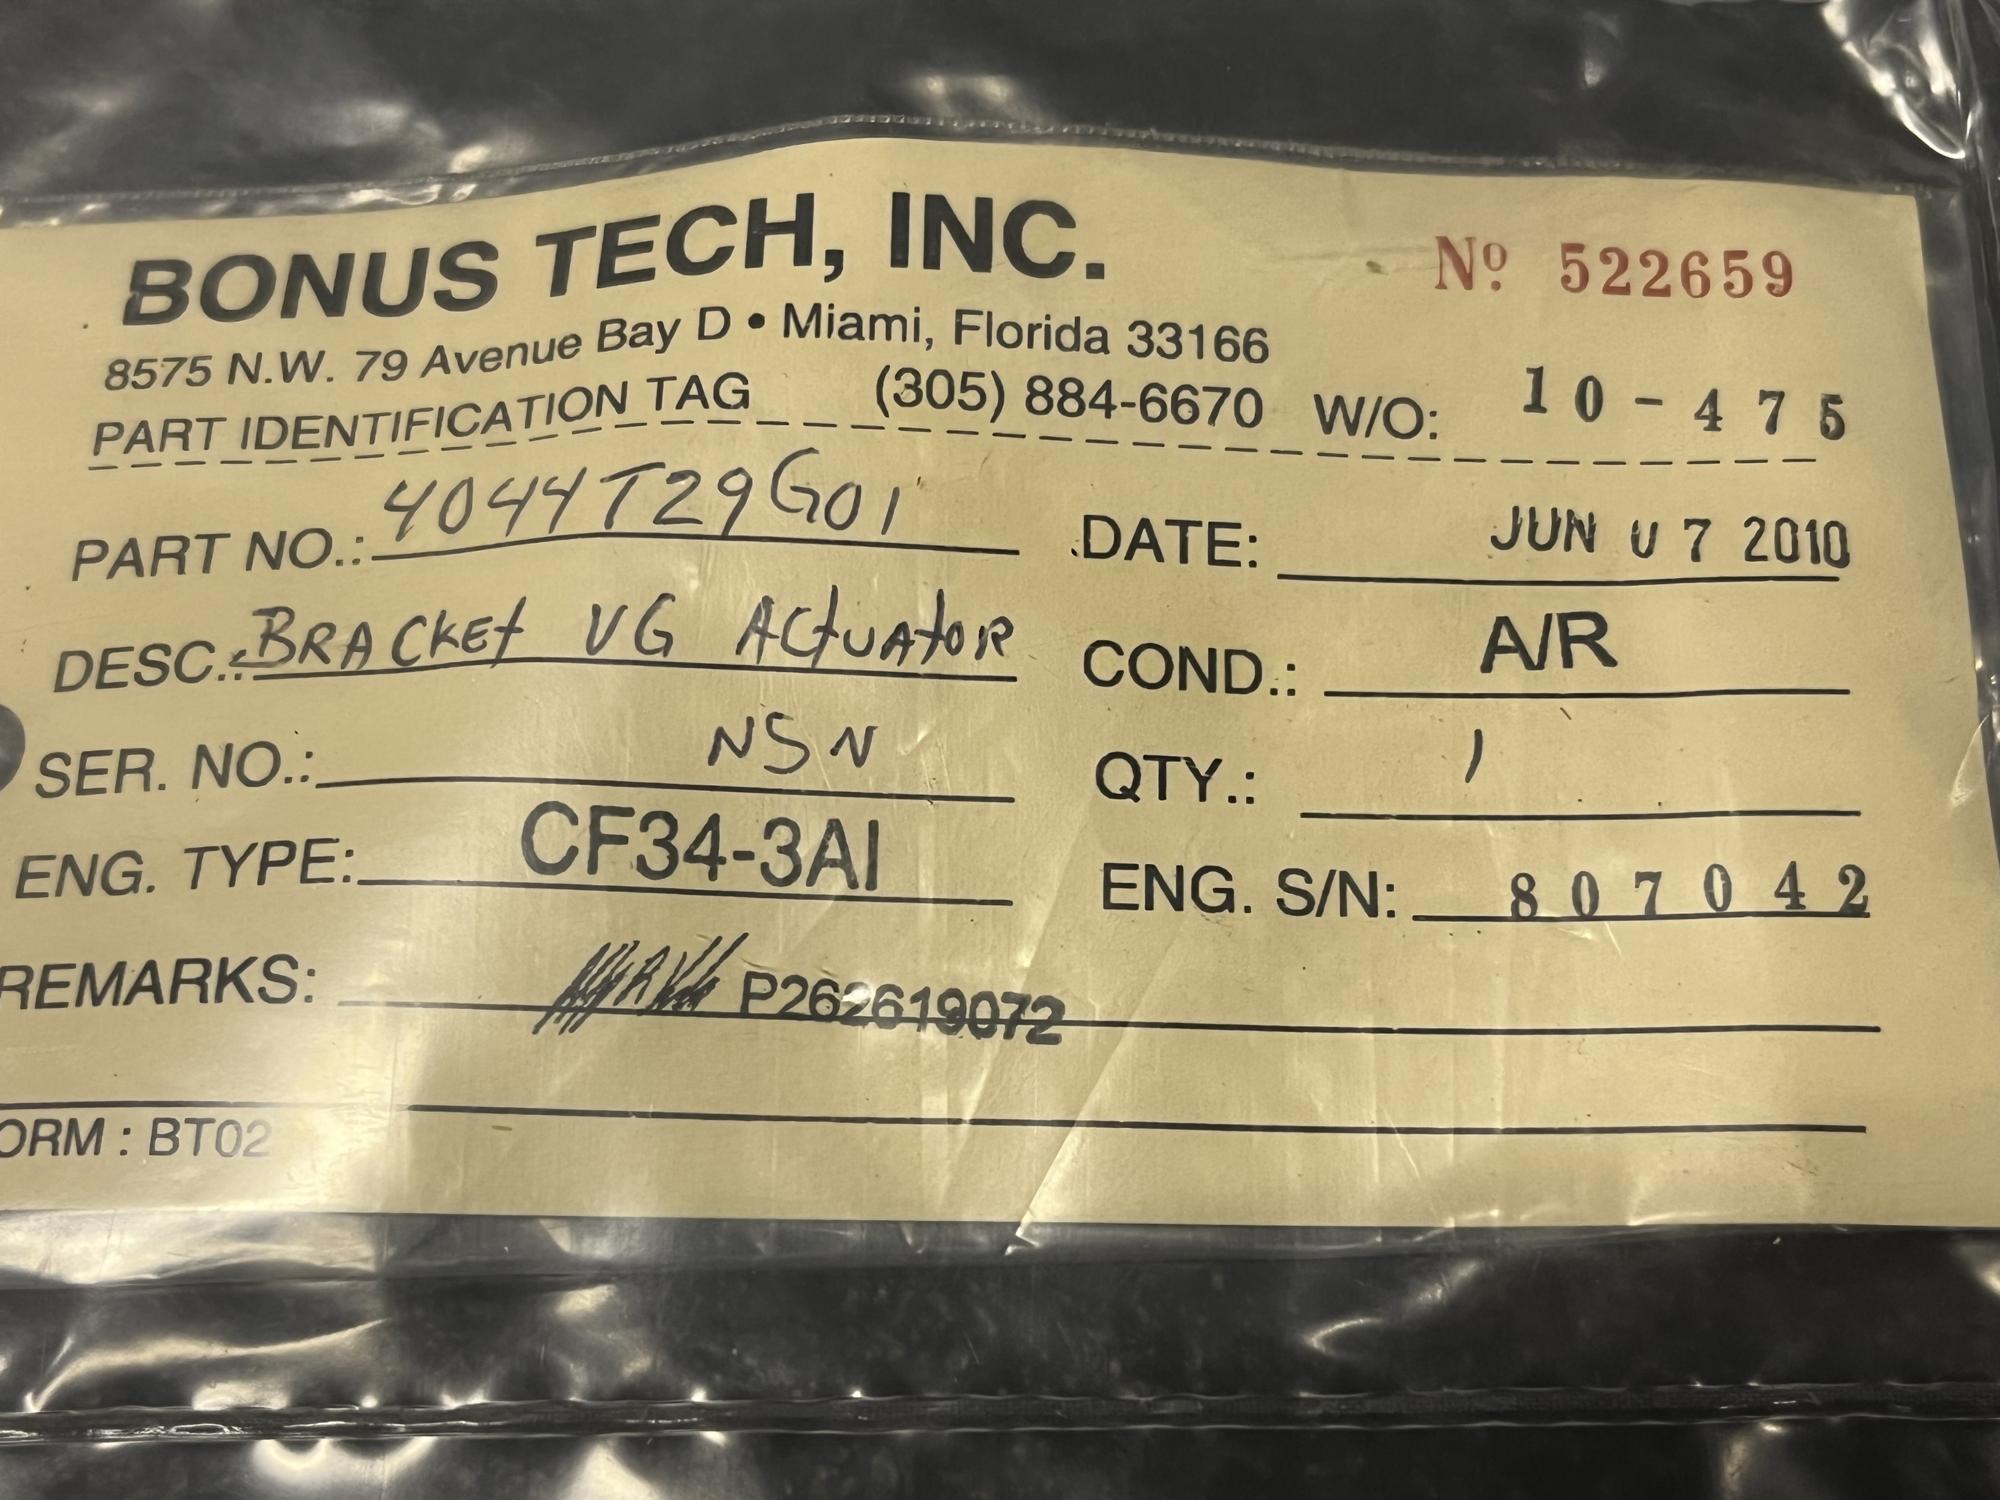 BONUS TECH, INC.
Nº 522659
8575 N.W. 79 Avenue Bay D • Miami, Florida 33166
PART IDENTIFICATION TAG (305) 884-6670 W/O: 10-475
PART NO.: 4044T29G01 DATE: JUN 07 2010
DESC.: BRACKEt VG ACtUAtOR COND.: A/R
SER. NO.: NSN QTY.: 1
ENG. TYPE: CF34-3AI ENG. S/N: 807042
REMARKS: P262619072
ORM : BT02